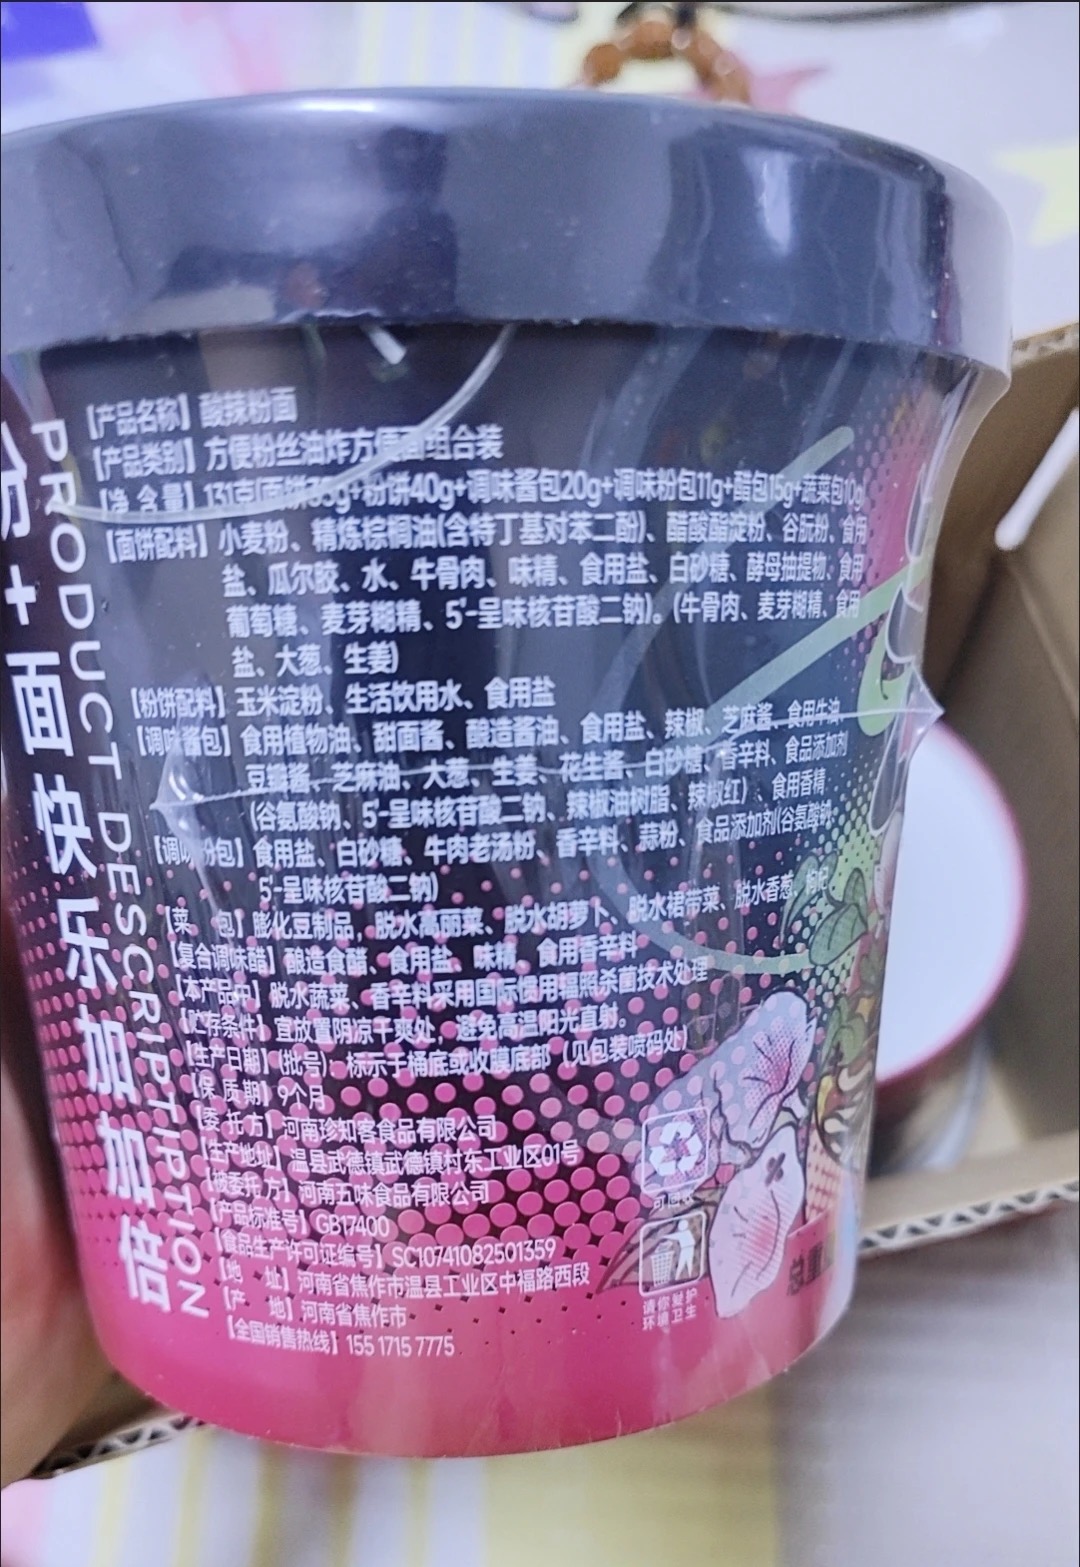 粉+面快乐加加加倍
PRODUCT DESCRIPTION
【产品名称】酸辣粉面
【产品类别】方便粉丝油炸方便面组合装
【净含量】131克(面饼35g+粉饼40g+调味酱包20g+调味粉包11g+醋包15g+蔬菜包10g)
【面饼配料】小麦粉、精炼棕榈油(含特丁基对苯二酚)、醋酸酯淀粉、谷朊粉、食用
盐、瓜尔胶、水、牛骨肉、味精、食用盐、白砂糖、酵母抽提物、食用
葡萄糖、麦芽糊精、5'-呈味核苷酸二钠)。(牛骨肉、麦芽糊精、食用
盐、大葱、生姜)
【粉饼配料】玉米淀粉、生活饮用水、食用盐
【调味酱包】食用植物油、甜面酱、酿造酱油、食用盐、辣椒、芝麻酱、食用牛油、
豆瓣酱、芝麻油、大葱、生姜、花生酱、白砂糖、香辛料、食品添加剂
(谷氨酸钠、5'-呈味核苷酸二钠、辣椒油树脂、辣椒红)、食用香精
【调味粉包】食用盐、白砂糖、牛肉老汤粉、香辛料、蒜粉、食品添加剂(谷氨酸钠、
5'-呈味核苷酸二钠)
【菜 包】膨化豆制品,脱水高丽菜、脱水胡萝卜、脱水裙带菜、脱水香葱、枸杞
【复合调味醋】酿造食醋、食用盐、味精、食用香辛料
【本产品中】脱水蔬菜、香辛料采用国际惯用辐照杀菌技术处理
【贮存条件】宜放置阴凉干爽处,避免高温阳光直射。
【生产日期】(批号):标示于桶底或收膜底部(见包装喷码处)
【保 质 期】9个月
【委 托 方】河南珍知客食品有限公司
【生产地址】温县武德镇武德镇村东工业区01号
【被委托方】河南五味食品有限公司
【产品标准号】GB17400
【食品生产许可证编号】SC10741082501359
【地 址】河南省焦作市温县工业区中福路西段
【产 地】河南省焦作市
【全国销售热线】155 1715 7775
可回收
请你呵护
环境卫生
总重